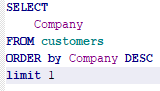 SELECT
Company
FROM customers
ORDER by Company DESC
limit 1